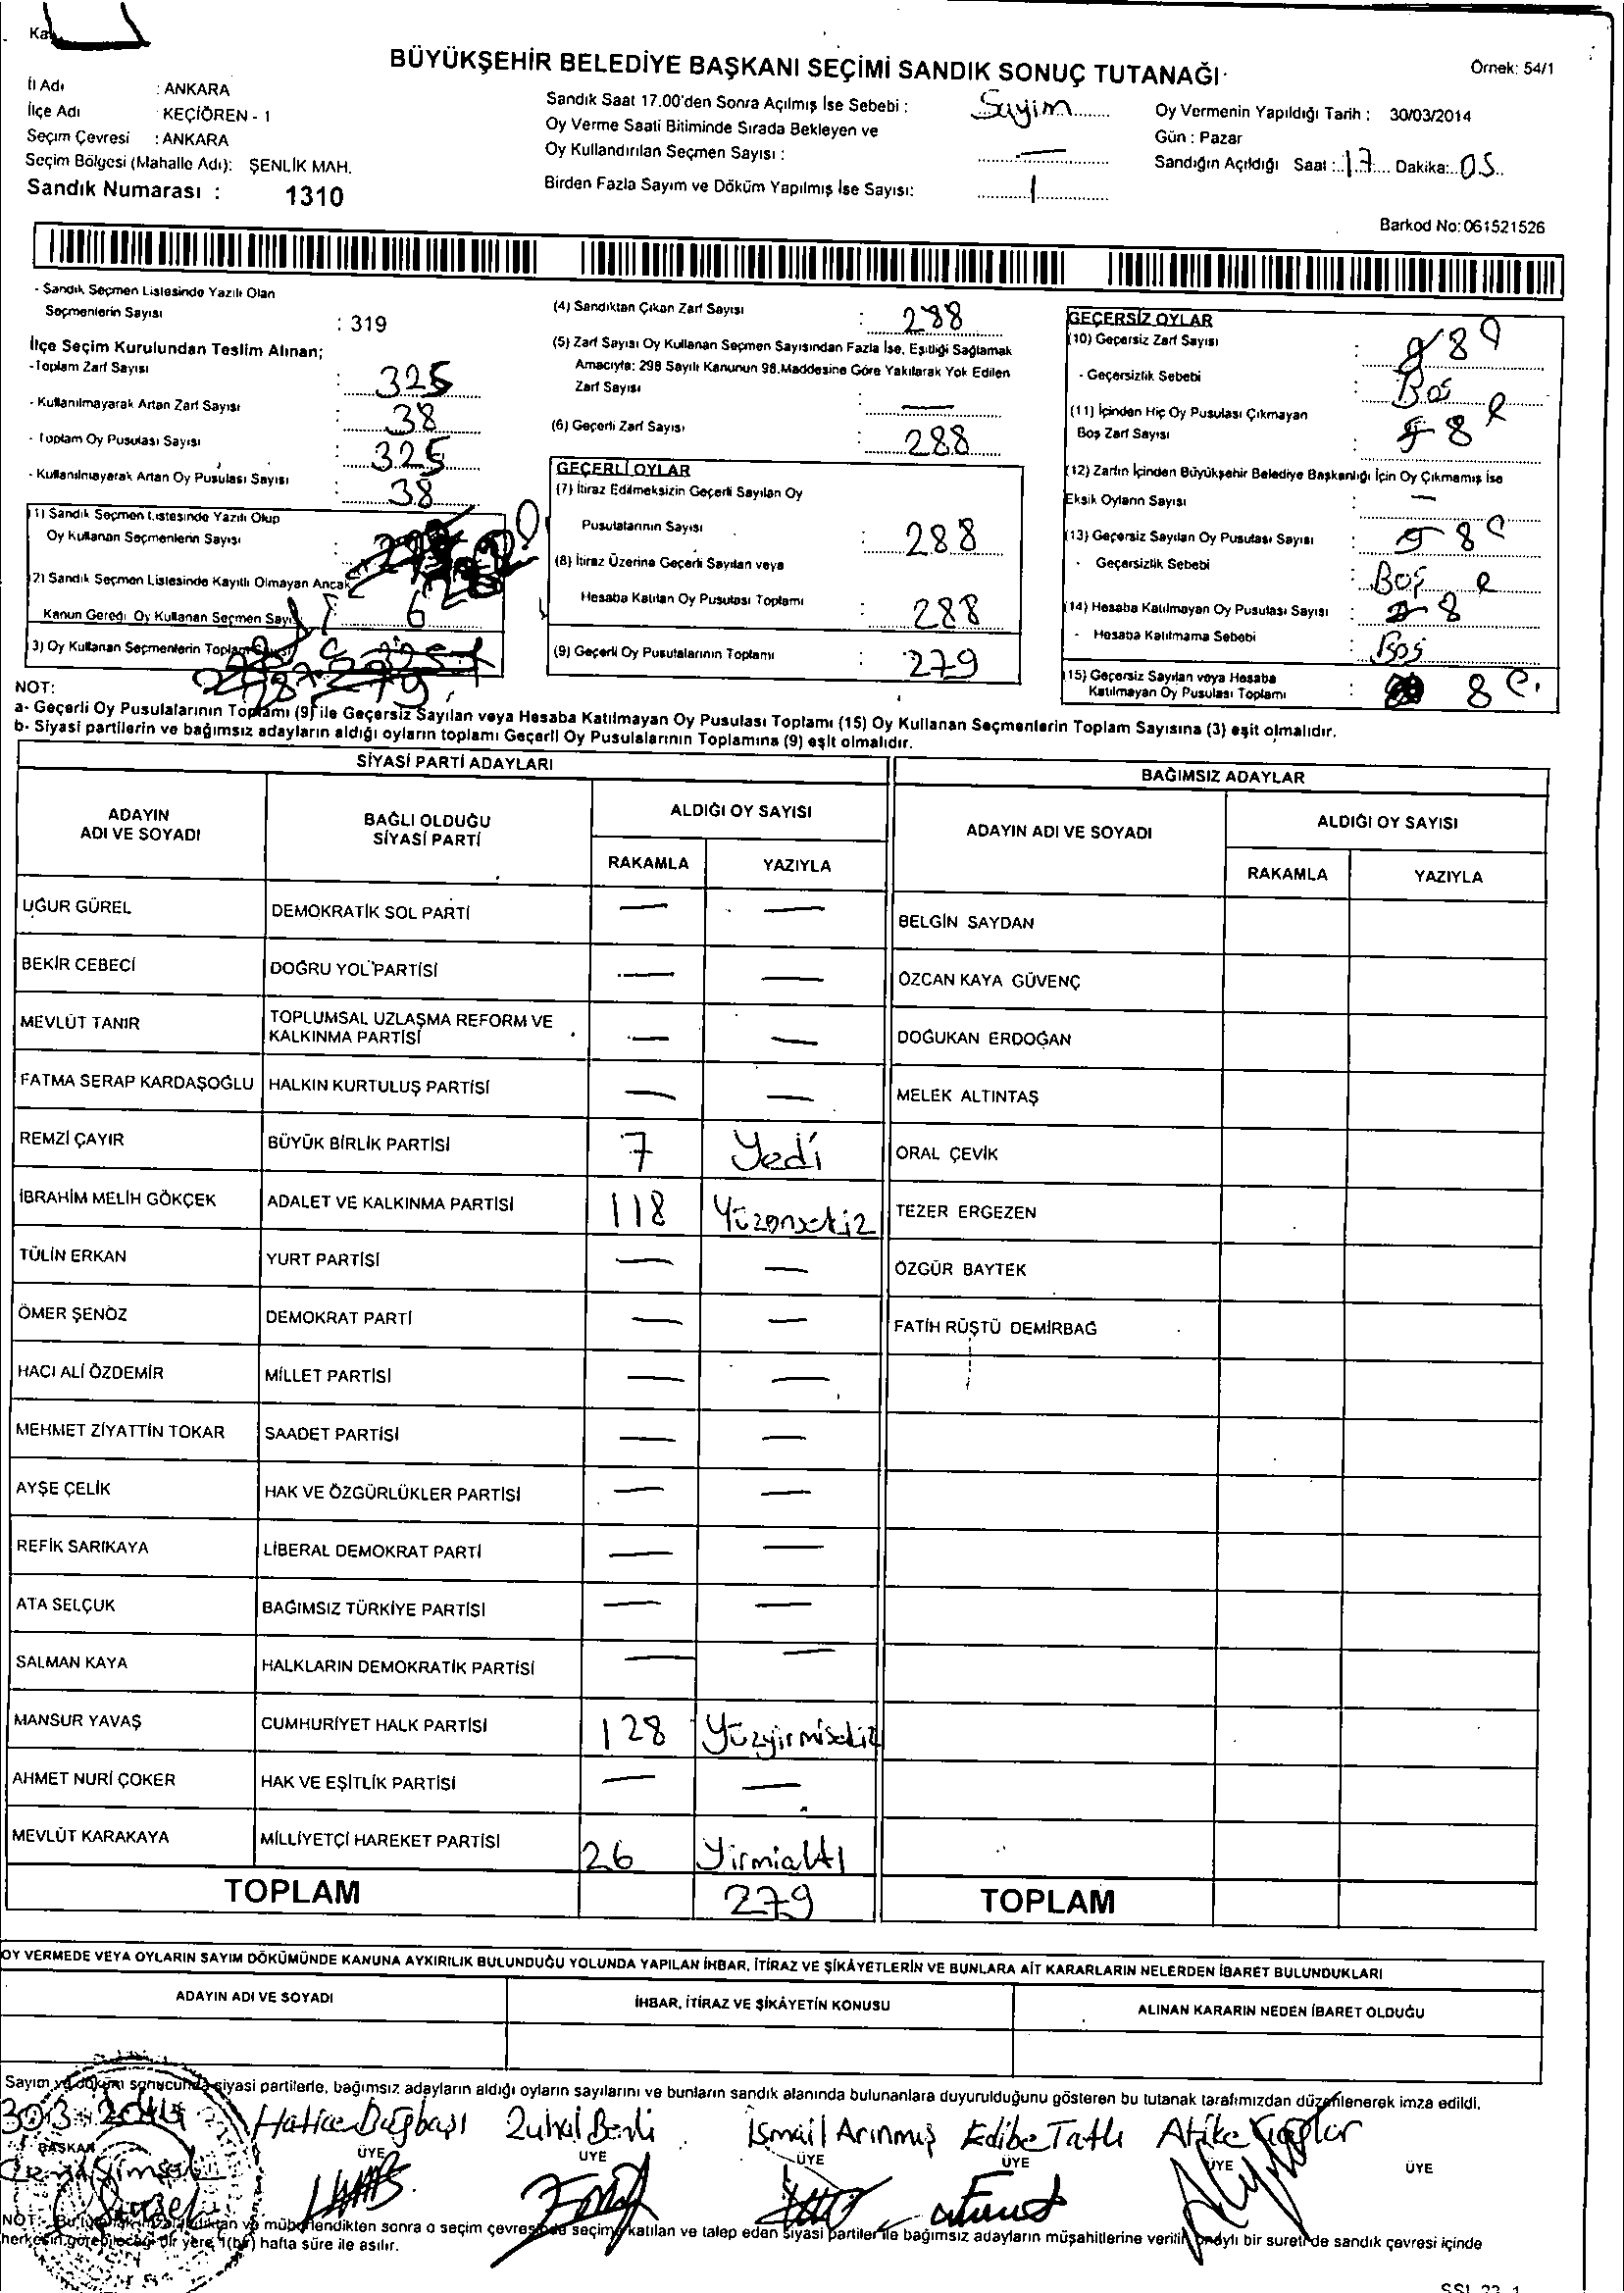 BÜYÜKŞEHİR BELEDİYE BAŞKANI SEÇİMİ SANDIK SONUÇ TUTANAĞI
Örnek: 54/1
İl Adı : ANKARA
İlçe Adı : KEÇİÖREN - 1
Seçim Çevresi : ANKARA
Seçim Bölgesi (Mahalle Adı): ŞENLİK MAH.
Sandık Numarası : 1310
Sandık Saat 17.00'den Sonra Açılmış İse Sebebi : Sayım
Oy Verme Saati Bitiminde Sırada Bekleyen ve
Oy Kullandırılan Seçmen Sayısı : —
Birden Fazla Sayım ve Döküm Yapılmış İse Sayısı: 1
Oy Vermenin Yapıldığı Tarih : 30/03/2014
Gün : Pazar
Sandığın Açıldığı Saat : 17 Dakika: 05
Barkod No: 061521526
- Sandık Seçmen Listesinde Yazılı Olan
Seçmenlerin Sayısı : 319
İlçe Seçim Kurulundan Teslim Alınan;
-Toplam Zarf Sayısı : 325
- Kullanılmayarak Artan Zarf Sayısı : 38
- Toplam Oy Pusulası Sayısı : 325
- Kullanılmayarak Artan Oy Pusulası Sayısı : 38
(1) Sandık Seçmen Listesinde Yazılı Olup
Oy Kullanan Seçmenlerin Sayısı :
(2) Sandık Seçmen Listesinde Kayıtlı Olmayan Ancak
Kanun Gereği Oy Kullanan Seçmen Sayısı 6
(3) Oy Kullanan Seçmenlerin Toplam Sayısı
(4) Sandıktan Çıkan Zarf Sayısı : 288
(5) Zarf Sayısı Oy Kullanan Seçmen Sayısından Fazla İse, Eşitliği Sağlamak
Amacıyla: 298 Sayılı Kanunun 98.Maddesine Göre Yakılarak Yok Edilen
Zarf Sayısı : —
(6) Geçerli Zarf Sayısı : 288
GEÇERLİ OYLAR
(7) İtiraz Edilmeksizin Geçerli Sayılan Oy
Pusulalarının Sayısı : 288
(8) İtiraz Üzerine Geçerli Sayılan veya
Hesaba Katılan Oy Pusulası Toplamı : 288
(9) Geçerli Oy Pusulalarının Toplamı : 279
GEÇERSİZ OYLAR
(10) Geçersiz Zarf Sayısı : 8
- Geçersizlik Sebebi : Boş
(11) İçinden Hiç Oy Pusulası Çıkmayan
Boş Zarf Sayısı : 8
(12) Zarfın İçinden Büyükşehir Belediye Başkanlığı İçin Oy Çıkmamış İse
Eksik Oyların Sayısı : —
(13) Geçersiz Sayılan Oy Pusulası Sayısı : 8
- Geçersizlik Sebebi : Boş
(14) Hesaba Katılmayan Oy Pusulası Sayısı : 8
- Hesaba Katılmama Sebebi : Boş
(15) Geçersiz Sayılan veya Hesaba
Katılmayan Oy Pusulası Toplamı : 8
NOT:
a- Geçerli Oy Pusulalarının Toplamı (9) ile Geçersiz Sayılan veya Hesaba Katılmayan Oy Pusulası Toplamı (15) Oy Kullanan Seçmenlerin Toplam Sayısına (3) eşit olmalıdır.
b- Siyasi partilerin ve bağımsız adayların aldığı oyların toplamı Geçerli Oy Pusulalarının Toplamına (9) eşit olmalıdır.
SİYASİ PARTİ ADAYLARI
BAĞIMSIZ ADAYLAR
ADAYIN ADI VE SOYADI
BAĞLI OLDUĞU SİYASİ PARTİ
ALDIĞI OY SAYISI
RAKAMLA YAZIYLA
ADAYIN ADI VE SOYADI
ALDIĞI OY SAYISI
RAKAMLA YAZIYLA
UĞUR GÜREL DEMOKRATİK SOL PARTİ — — BELGİN SAYDAN
BEKİR CEBECİ DOĞRU YOL PARTİSİ — — ÖZCAN KAYA GÜVENÇ
MEVLÜT TANIR TOPLUMSAL UZLAŞMA REFORM VE KALKINMA PARTİSİ — — DOĞUKAN ERDOĞAN
FATMA SERAP KARDAŞOĞLU HALKIN KURTULUŞ PARTİSİ — — MELEK ALTINTAŞ
REMZİ ÇAYIR BÜYÜK BİRLİK PARTİSİ 7 Yedi ORAL ÇEVİK
İBRAHİM MELİH GÖKÇEK ADALET VE KALKINMA PARTİSİ 118 Yüzonsekiz TEZER ERGEZEN
TÜLİN ERKAN YURT PARTİSİ — — ÖZGÜR BAYTEK
ÖMER ŞENÖZ DEMOKRAT PARTİ — — FATİH RÜŞTÜ DEMİRBAĞ
HACI ALİ ÖZDEMİR MİLLET PARTİSİ — —
MEHMET ZİYATTİN TOKAR SAADET PARTİSİ — —
AYŞE ÇELİK HAK VE ÖZGÜRLÜKLER PARTİSİ — —
REFİK SARIKAYA LİBERAL DEMOKRAT PARTİ — —
ATA SELÇUK BAĞIMSIZ TÜRKİYE PARTİSİ — —
SALMAN KAYA HALKLARIN DEMOKRATİK PARTİSİ — —
MANSUR YAVAŞ CUMHURİYET HALK PARTİSİ 128 Yüzyirmisekiz
AHMET NURİ ÇOKER HAK VE EŞİTLİK PARTİSİ — —
MEVLÜT KARAKAYA MİLLİYETÇİ HAREKET PARTİSİ 26 Yirmialtı
TOPLAM 279 TOPLAM
OY VERMEDE VEYA OYLARIN SAYIM DÖKÜMÜNDE KANUNA AYKIRILIK BULUNDUĞU YOLUNDA YAPILAN İHBAR, İTİRAZ VE ŞİKÂYETLERİN VE BUNLARA AİT KARARLARIN NELERDEN İBARET BULUNDUKLARI
ADAYIN ADI VE SOYADI İHBAR, İTİRAZ VE ŞİKÂYETİN KONUSU ALINAN KARARIN NEDEN İBARET OLDUĞU
Sayım ve döküm sonucunda siyasi partilerle, bağımsız adayların aldığı oyların sayılarını ve bunların sandık alanında bulunanlara duyurulduğunu gösteren bu tutanak tarafımızdan düzenlenerek imza edildi.
Hatice Zuhal İsmail Arınmış Edibe Tatlı Atike
BAŞKAN ÜYE ÜYE ÜYE ÜYE ÜYE ÜYE
NOT:- Bu tutanak ve mühürlendikten sonra o seçim çevresinde seçime katılan ve talep eden siyasi partiler ile bağımsız adayların müşahitlerine verilir onaylı bir sureti de sandık çevresi içinde
herkesin görebileceği bir yere 1(bir) hafta süre ile asılır.